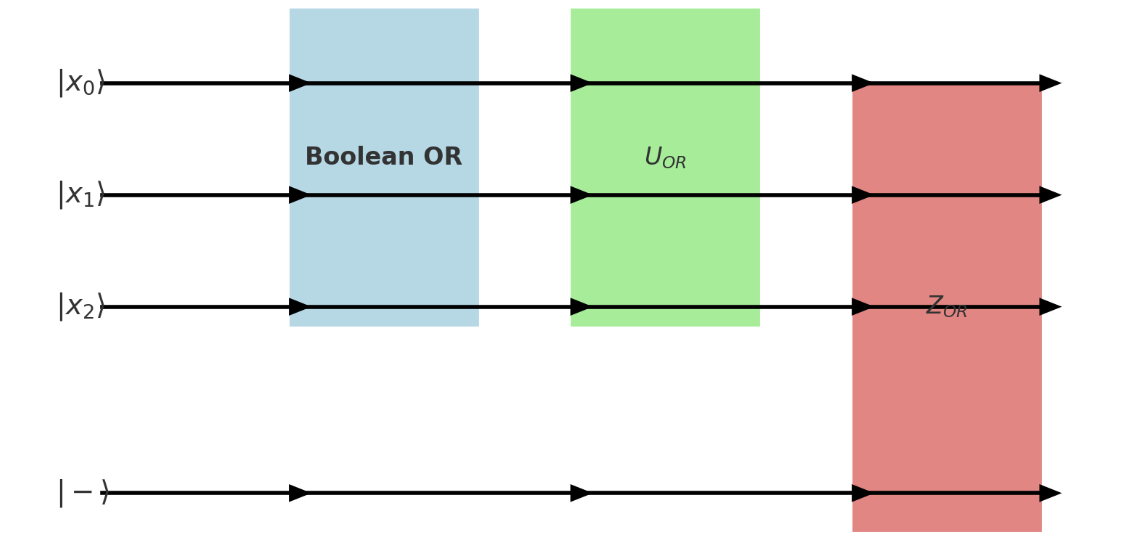 |x₀⟩
Boolean OR
U_OR
|x₁⟩
|x₂⟩
Z_OR
|−⟩